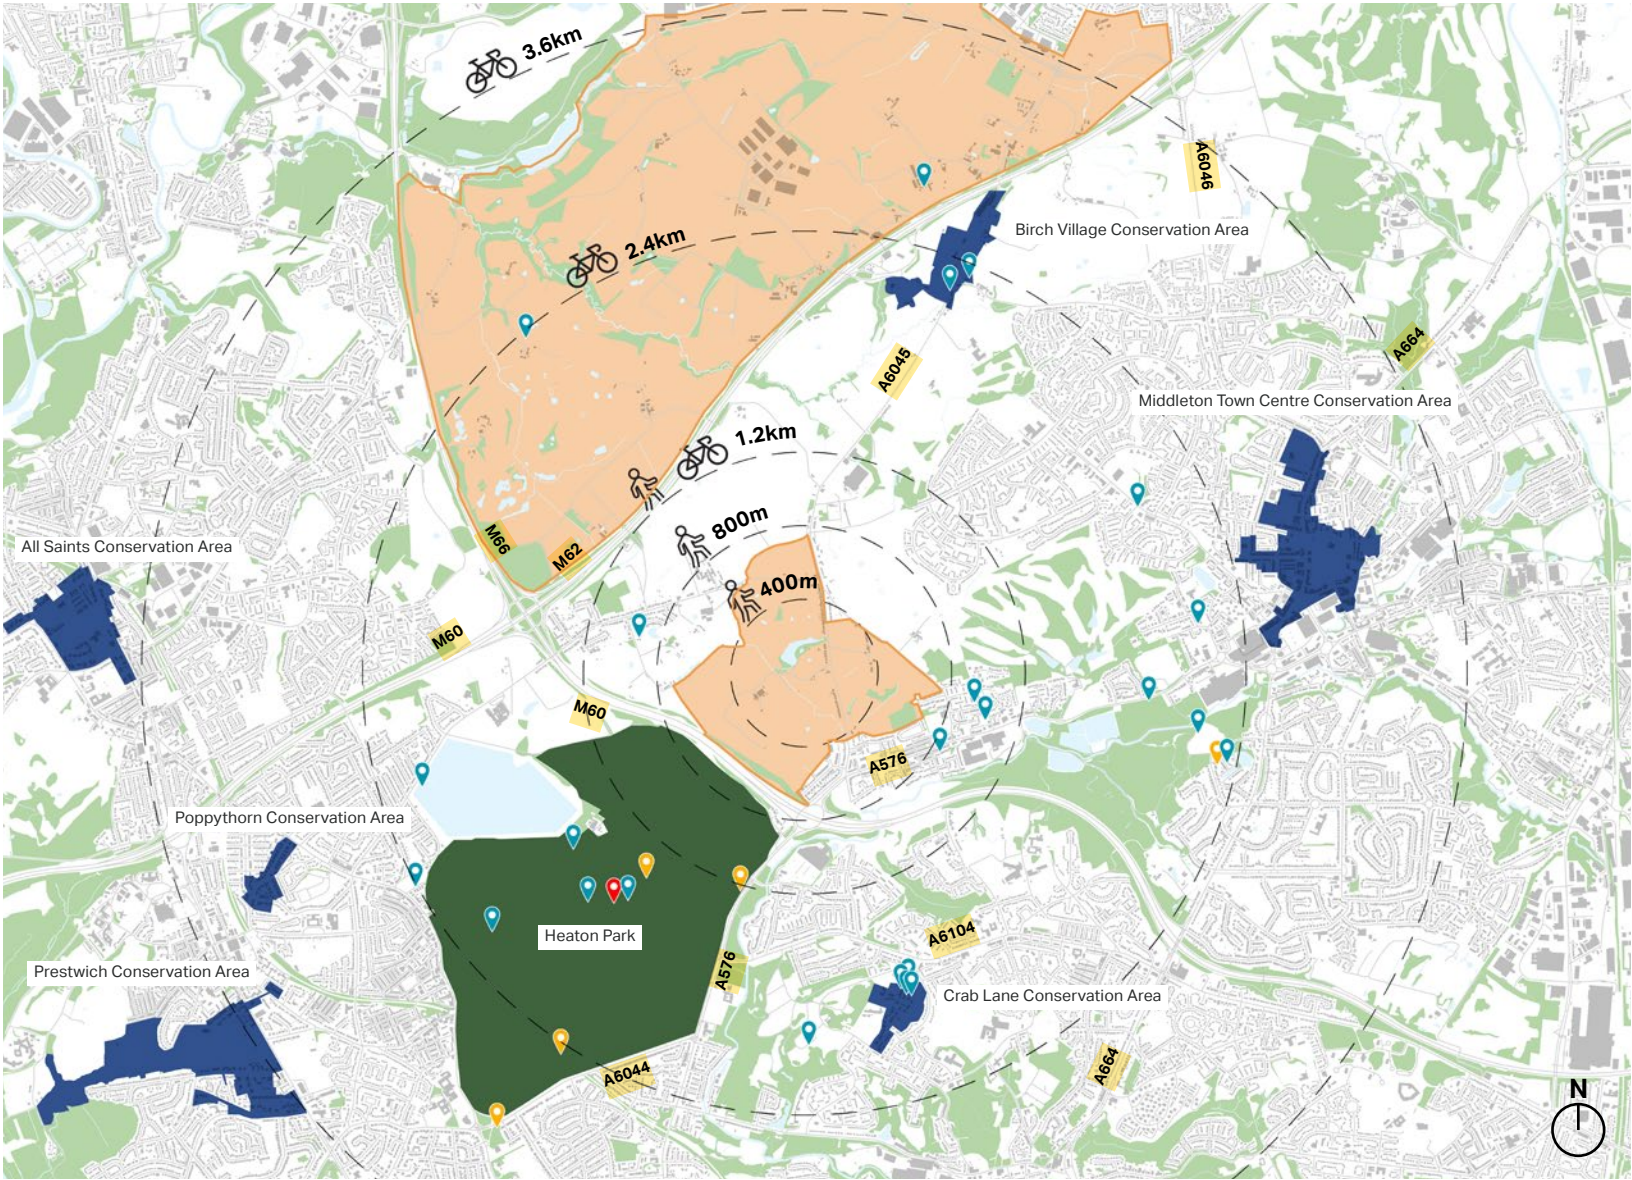 3.6km
A6046
Birch Village Conservation Area
2.4km
A6045
A664
Middleton Town Centre Conservation Area
1.2km
800m
M66
M62
All Saints Conservation Area
400m
M60
M60
A576
Poppythorn Conservation Area
Heaton Park
A6104
A576
Prestwich Conservation Area
Crab Lane Conservation Area
A6044
A664
N